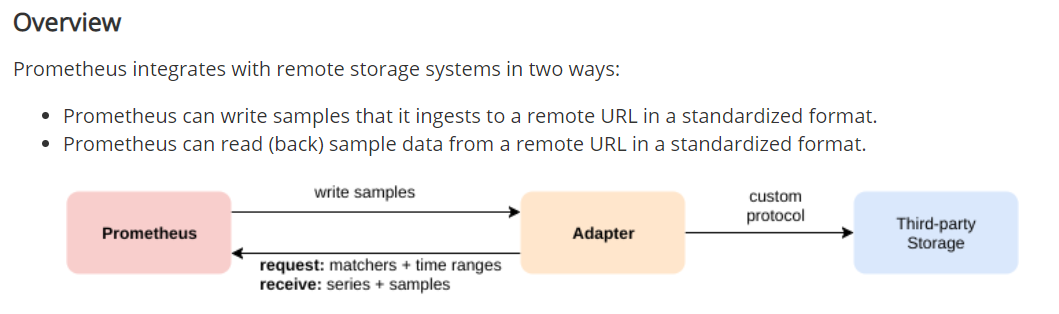 Overview
Prometheus integrates with remote storage systems in two ways:
• Prometheus can write samples that it ingests to a remote URL in a standardized format.
• Prometheus can read (back) sample data from a remote URL in a standardized format.
write samples
Prometheus
request: matchers + time ranges
receive: series + samples
Adapter
custom
protocol
Third-party
Storage